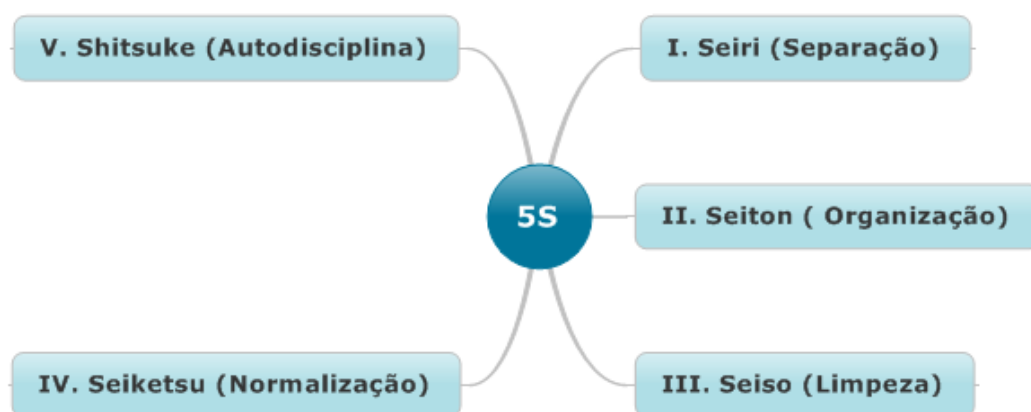 V. Shitsuke (Autodisciplina)
I. Seiri (Separação)
5S
II. Seiton ( Organização)
IV. Seiketsu (Normalização)
III. Seiso (Limpeza)